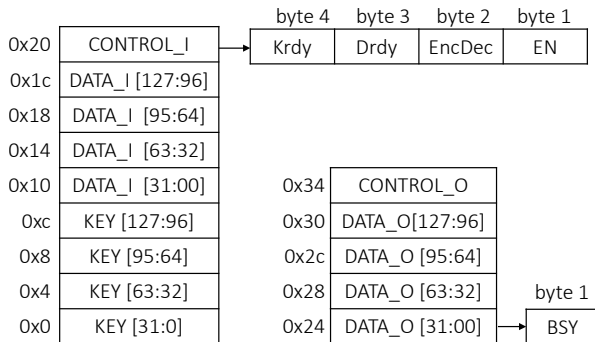 byte 4 byte 3 byte 2 byte 1
0x20 CONTROL_I Krdy Drdy EncDec EN
0x1c DATA_I [127:96]
0x18 DATA_I [95:64]
0x14 DATA_I [63:32]
0x10 DATA_I [31:00] 0x34 CONTROL_O
0xc KEY [127:96] 0x30 DATA_O[127:96]
0x8 KEY [95:64] 0x2c DATA_O [95:64]
0x4 KEY [63:32] 0x28 DATA_O [63:32] byte 1
0x0 KEY [31:0] 0x24 DATA_O [31:00] BSY